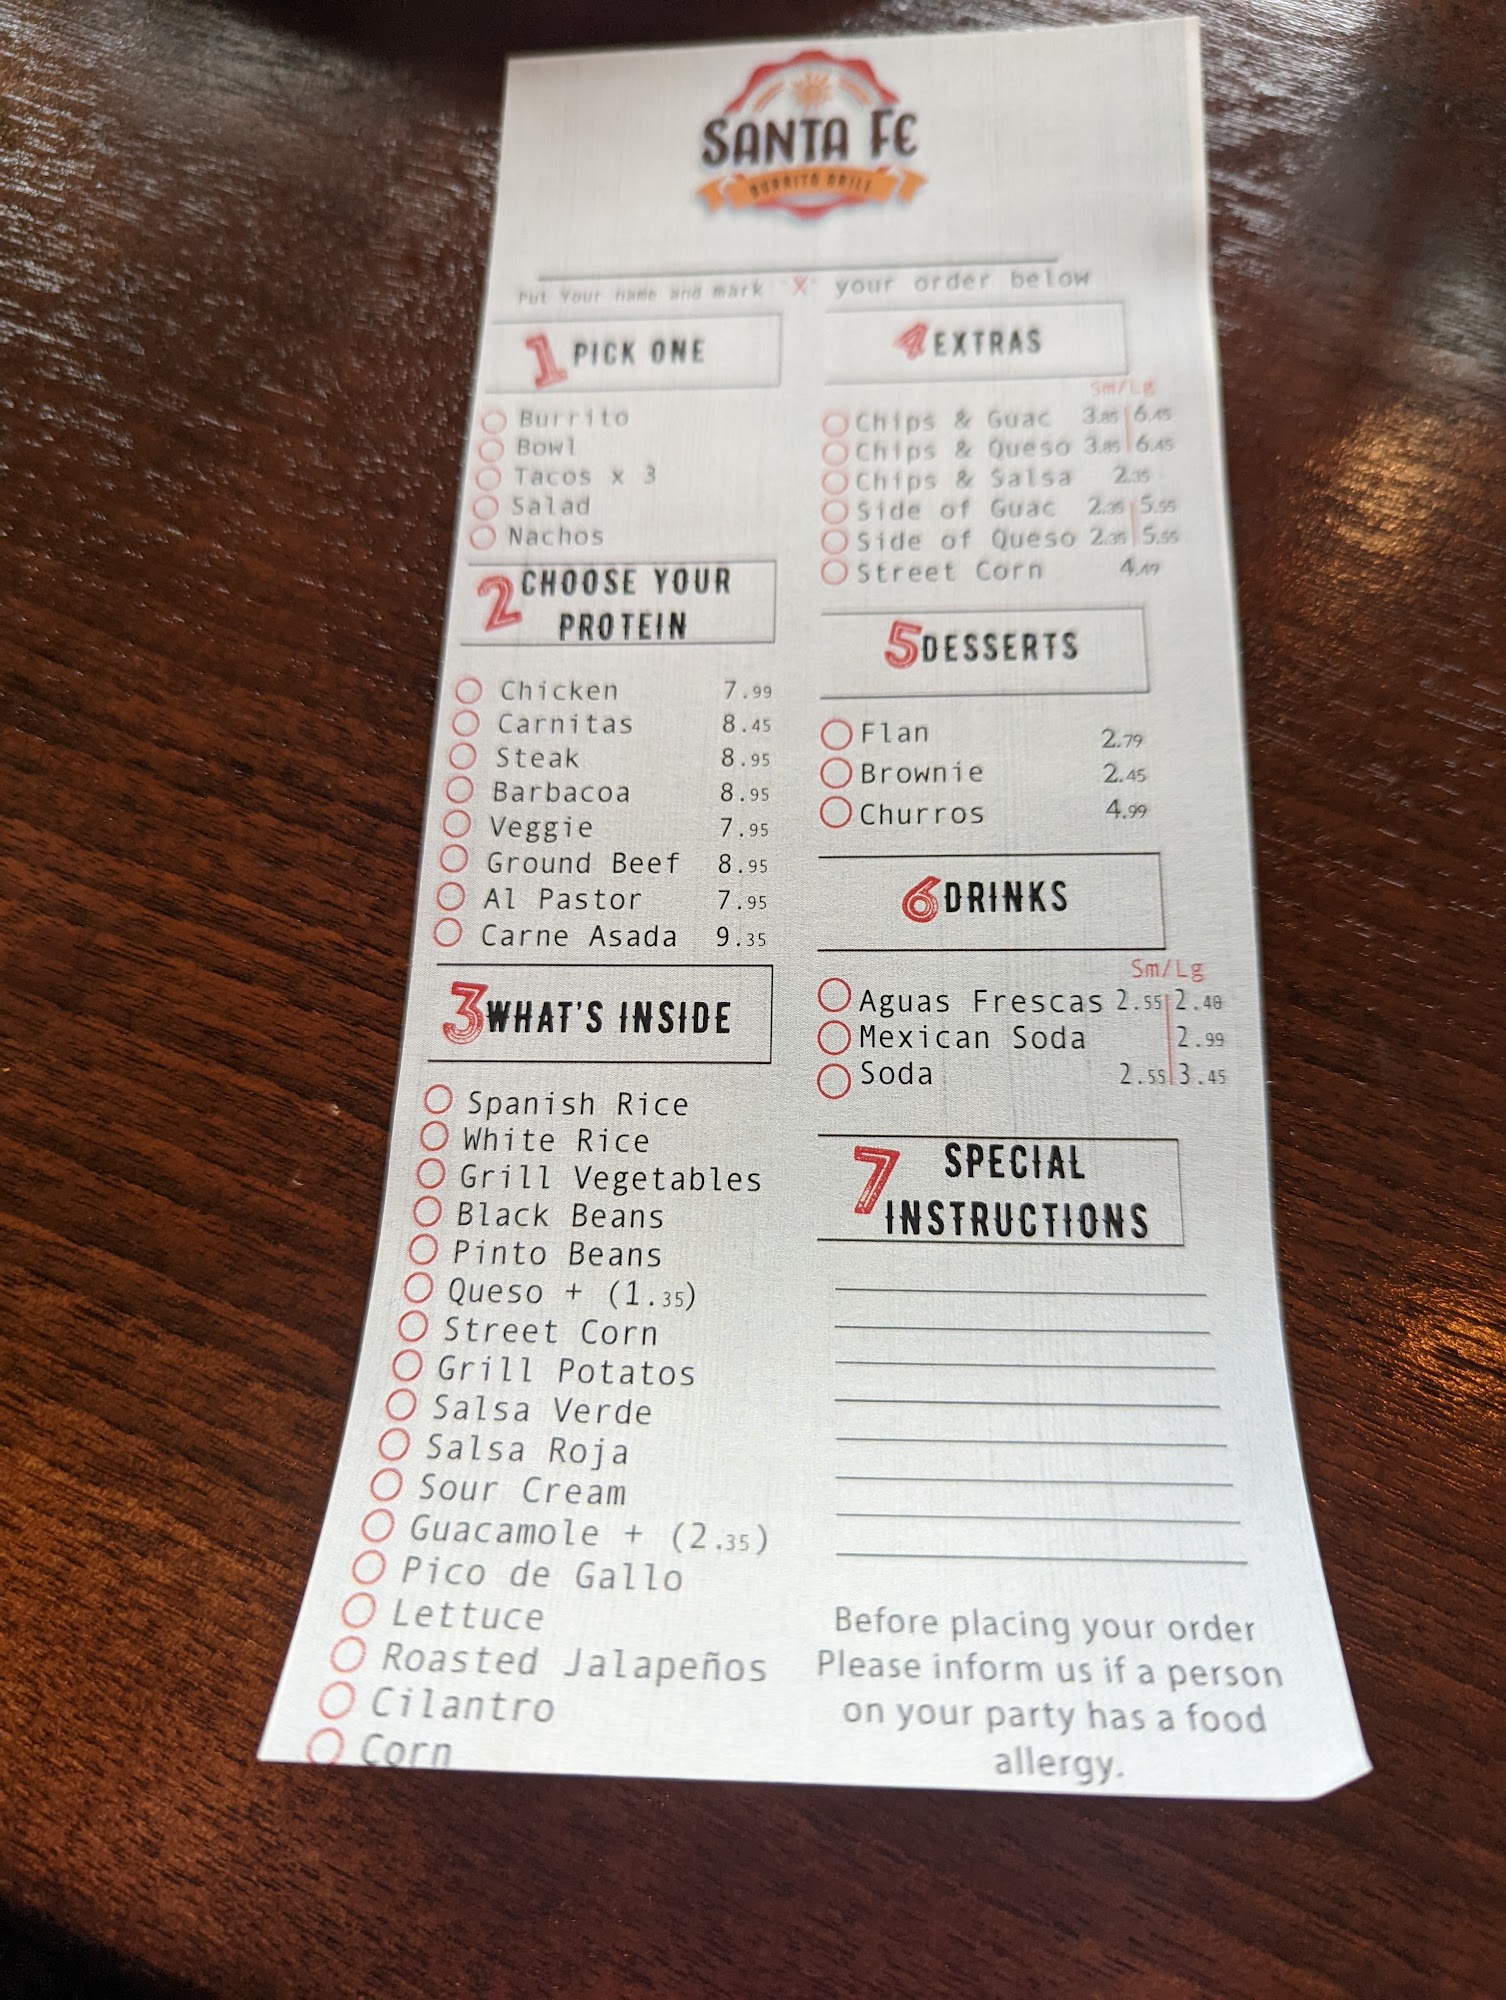 SANTA FE
BURRITO GRILL
Put Your name and mark "X" your order below
1 PICK ONE
Burrito
Bowl
Tacos x 3
Salad
Nachos
2 CHOOSE YOUR
PROTEIN
Chicken 7.99
Carnitas 8.45
Steak 8.95
Barbacoa 8.95
Veggie 7.95
Ground Beef 8.95
Al Pastor 7.95
Carne Asada 9.35
3 WHAT'S INSIDE
Spanish Rice
White Rice
Grill Vegetables
Black Beans
Pinto Beans
Queso + (1.35)
Street Corn
Grill Potatos
Salsa Verde
Salsa Roja
Sour Cream
Guacamole + (2.35)
Pico de Gallo
Lettuce
Roasted Jalapeños
Cilantro
Corn
4 EXTRAS
Sm/Lg
Chips & Guac 3.85 6.45
Chips & Queso 3.85 6.45
Chips & Salsa 2.35
Side of Guac 2.35 5.55
Side of Queso 2.35 5.55
Street Corn 4.49
5 DESSERTS
Flan 2.79
Brownie 2.45
Churros 4.99
6 DRINKS
Sm/Lg
Aguas Frescas 2.55 2.40
Mexican Soda 2.99
Soda 2.55 3.45
7 SPECIAL
INSTRUCTIONS
Before placing your order
Please inform us if a person
on your party has a food
allergy.